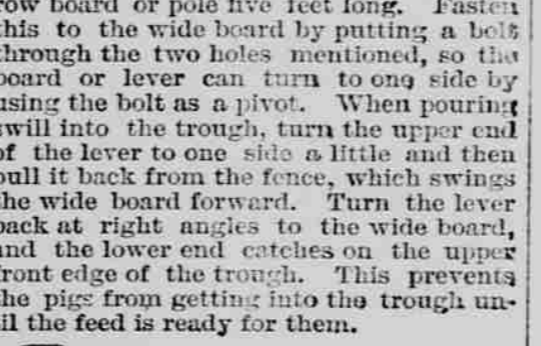 row board or pole five feet long. Fasten
this to the wide board by putting a bolt
through the two holes mentioned, so the
board or lever can turn to one side by
using the bolt as a pivot. When pouring
swill into the trough, turn the upper end
of the lever to one side a little and then
pull it back from the fence, which swings
the wide board forward. Turn the lever
back at right angles to the wide board,
and the lower end catches on the upper
front edge of the trough. This prevents
the pigs from getting into the trough un-
til the feed is ready for them.